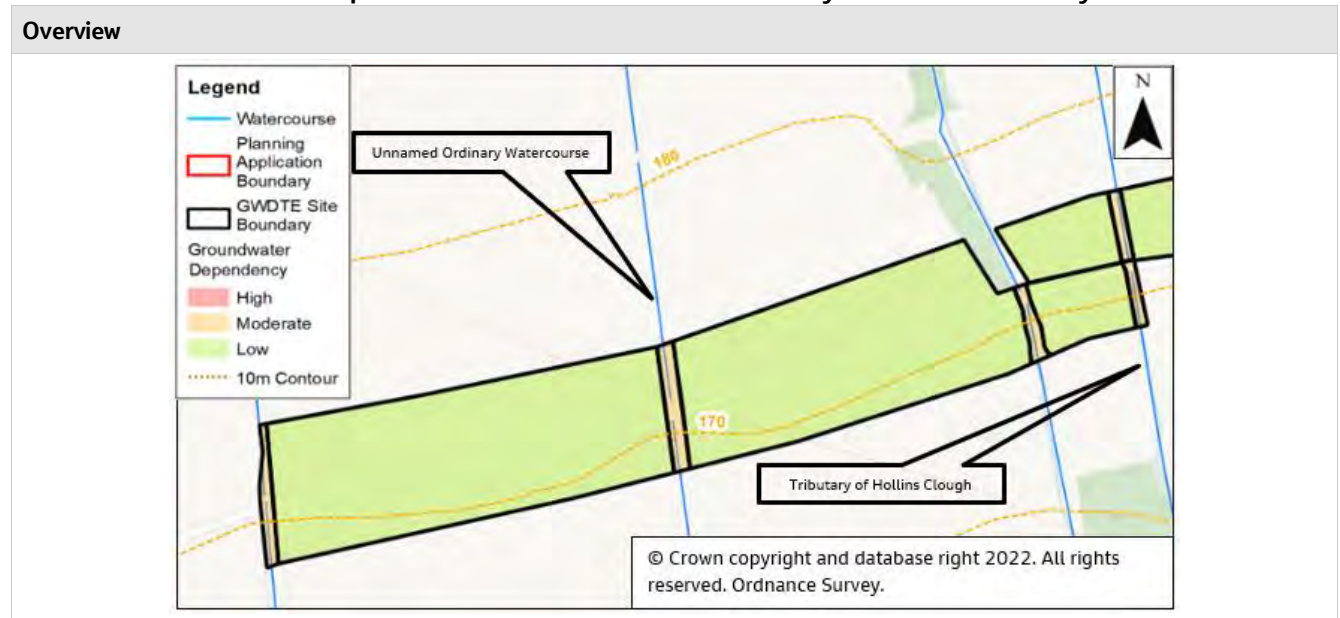 Overview
Legend
Watercourse
Planning
Application
Boundary
GWDTE Site
Boundary
Groundwater
Dependency
High
Moderate
Low
10m Contour
Unnamed Ordinary Watercourse
180
N
170
Tributary of Hollins Clough
© Crown copyright and database right 2022. All rights
reserved. Ordnance Survey.